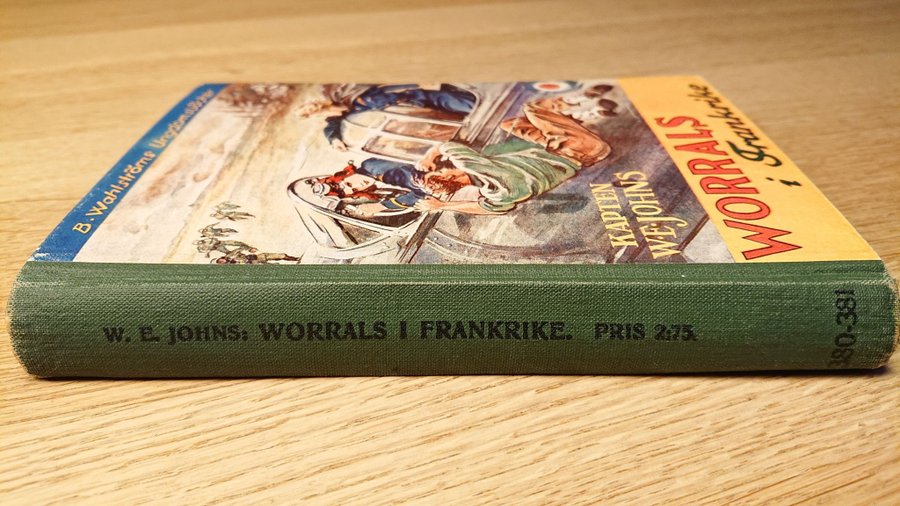 B. Wahlströms Ungdomsböcker
KAPTEN
W E JOHNS
WORRALS
i Frankrike
W. E. JOHNS: WORRALS I FRANKRIKE. PRIS 2:75.
380-381